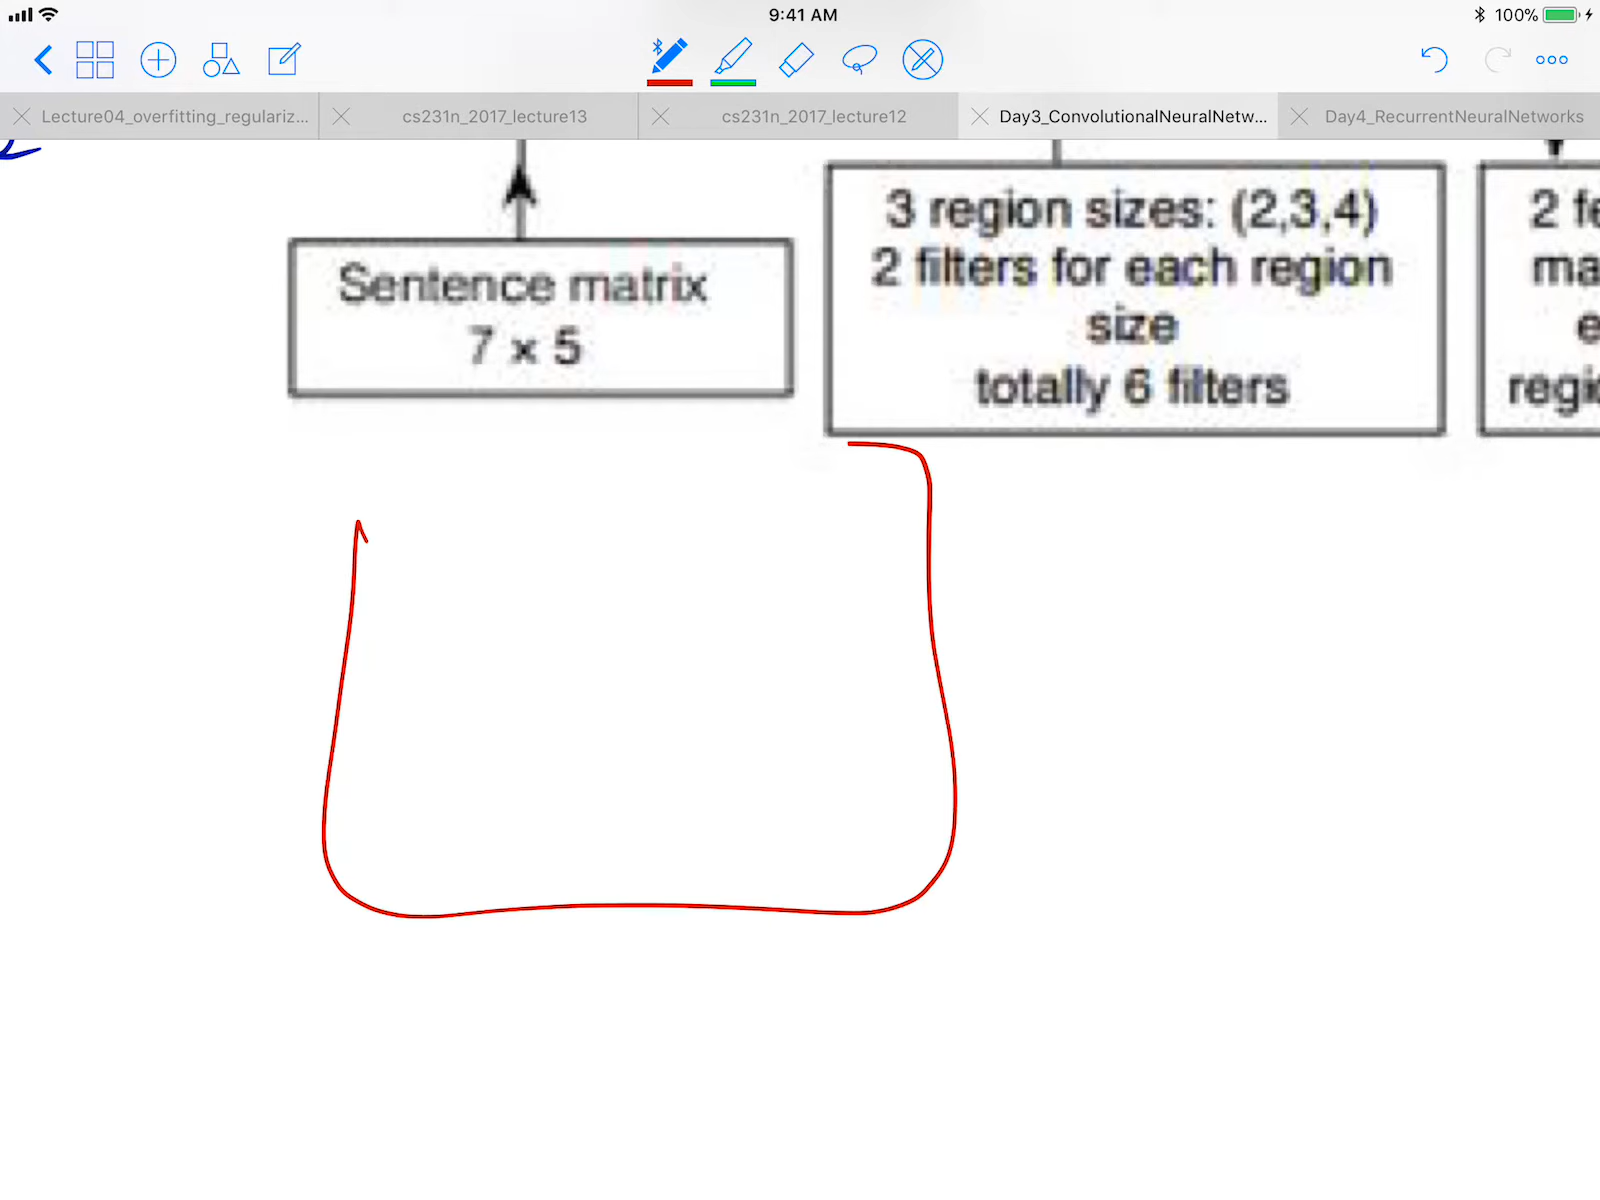 9:41 AM
100%
Lecture04_overfitting_regulariz...
cs231n_2017_lecture13
cs231n_2017_lecture12
Day3_ConvolutionalNeuralNetw...
Day4_RecurrentNeuralNetworks
Sentence matrix
7 × 5
3 region sizes: (2,3,4)
2 filters for each region
size
totally 6 filters
2